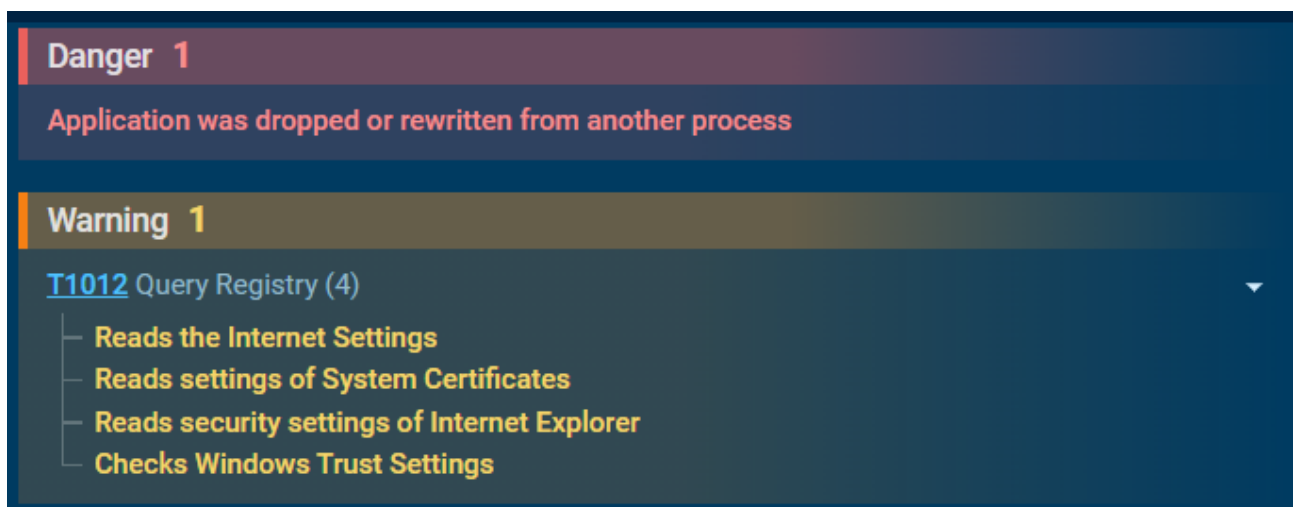 Danger 1
Application was dropped or rewritten from another process
Warning 1
T1012 Query Registry (4)
Reads the Internet Settings
Reads settings of System Certificates
Reads security settings of Internet Explorer
Checks Windows Trust Settings